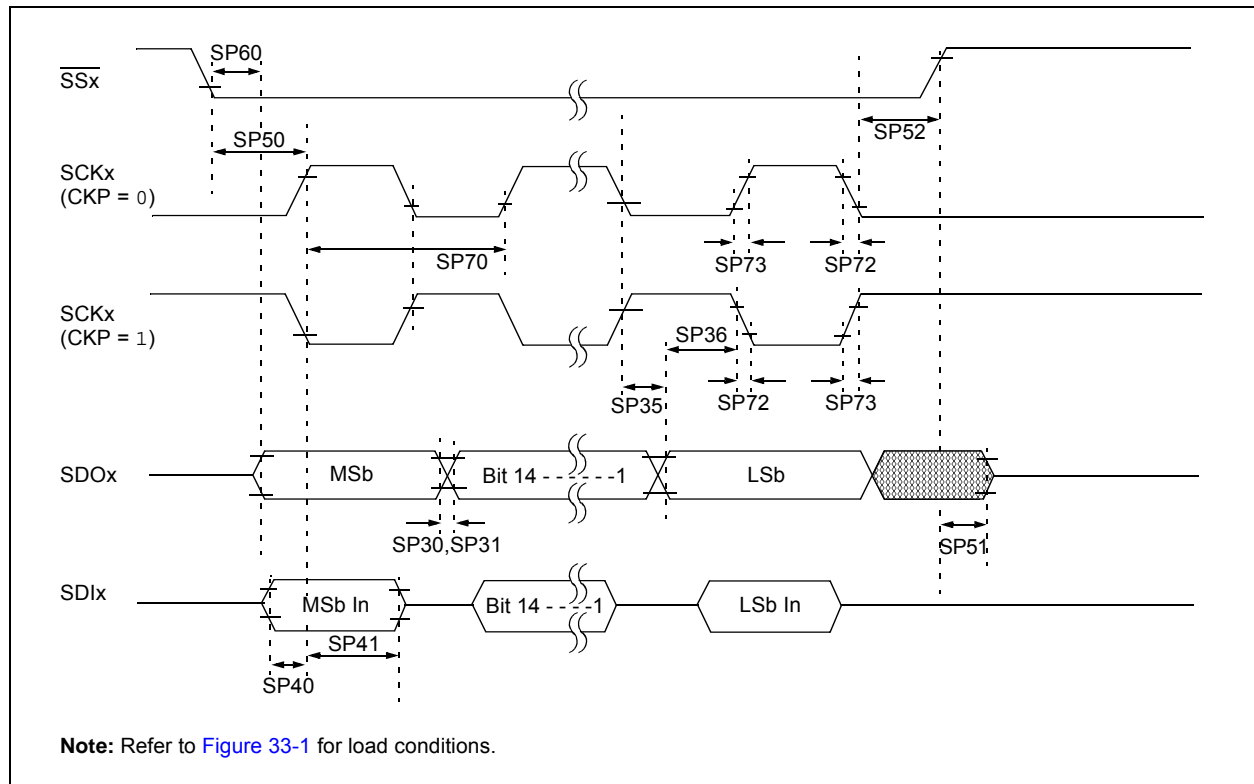 SP60
SSx
SP50
SP52
SCKx
(CKP = 0)
SP70
SP73
SP72
SCKx
(CKP = 1)
SP36
SP35
SP72
SP73
SDOx
MSb
Bit 14 - - - - - -1
LSb
SP30,SP31
SP51
SDIx
MSb In
Bit 14 - - - -1
LSb In
SP41
SP40
Note: Refer to Figure 33-1 for load conditions.